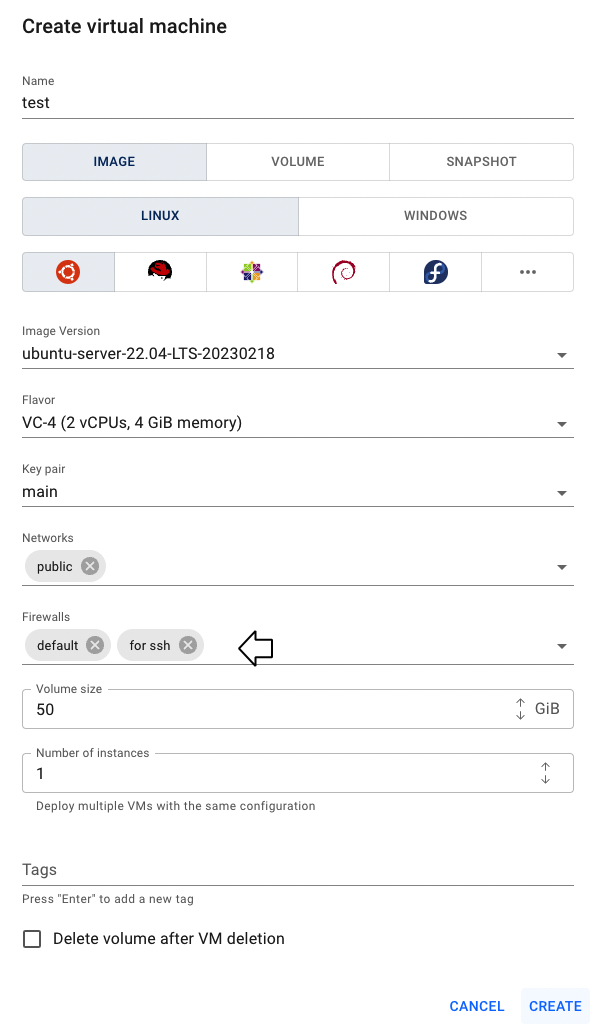 Create virtual machine
Name
test
IMAGE VOLUME SNAPSHOT
LINUX WINDOWS
Image Version
ubuntu-server-22.04-LTS-20230218
Flavor
VC-4 (2 vCPUs, 4 GiB memory)
Key pair
main
Networks
public
Firewalls
default for ssh
Volume size
50 GiB
Number of instances
1
Deploy multiple VMs with the same configuration
Tags
Press "Enter" to add a new tag
Delete volume after VM deletion
CANCEL CREATE